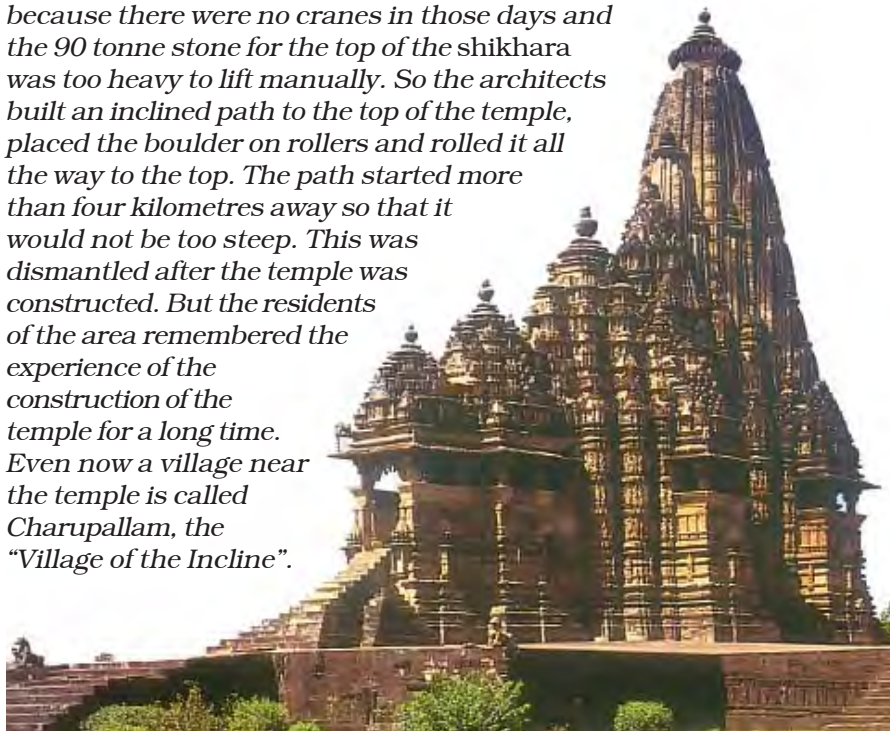 because there were no cranes in those days and
the 90 tonne stone for the top of the shikhara
was too heavy to lift manually. So the architects
built an inclined path to the top of the temple,
placed the boulder on rollers and rolled it all
the way to the top. The path started more
than four kilometres away so that it
would not be too steep. This was
dismantled after the temple was
constructed. But the residents
of the area remembered the
experience of the
construction of the
temple for a long time.
Even now a village near
the temple is called
Charupallam, the
“Village of the Incline”.